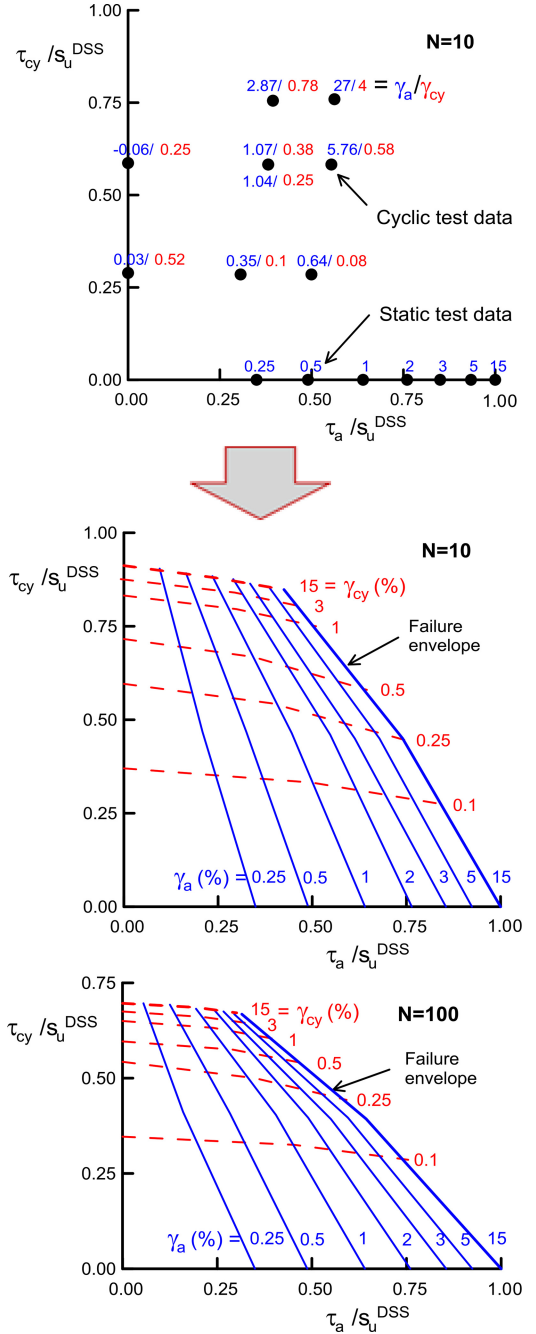 1.00
τcy /su^DSS
N=10
0.75
2.87/ 0.78
27/4 = γa/γcy
-0.06/ 0.25
1.07/ 0.38
5.76/0.58
1.04/ 0.25
0.50
Cyclic test data
0.03/ 0.52
0.35/ 0.1
0.64/ 0.08
0.25
Static test data
0.25 0.5 1 2 3 5 15
0.00
0.00 0.25 0.50 0.75 1.00
τa /su^DSS
1.00
τcy /su^DSS
N=10
15 = γcy (%)
3
1
0.75
Failure
envelope
0.5
0.50
0.25
0.25
0.1
γa (%) = 0.25 0.5 1 2 3 5 15
0.00
0.00 0.25 0.50 0.75 1.00
τa /su^DSS
0.75
τcy /su^DSS
15 = γcy (%)
N=100
3
1
0.5
Failure
envelope
0.50
0.25
0.1
0.25
γa (%) = 0.25 0.5 1 2 3 5 15
0.00
0.00 0.25 0.50 0.75 1.00
τa /su^DSS